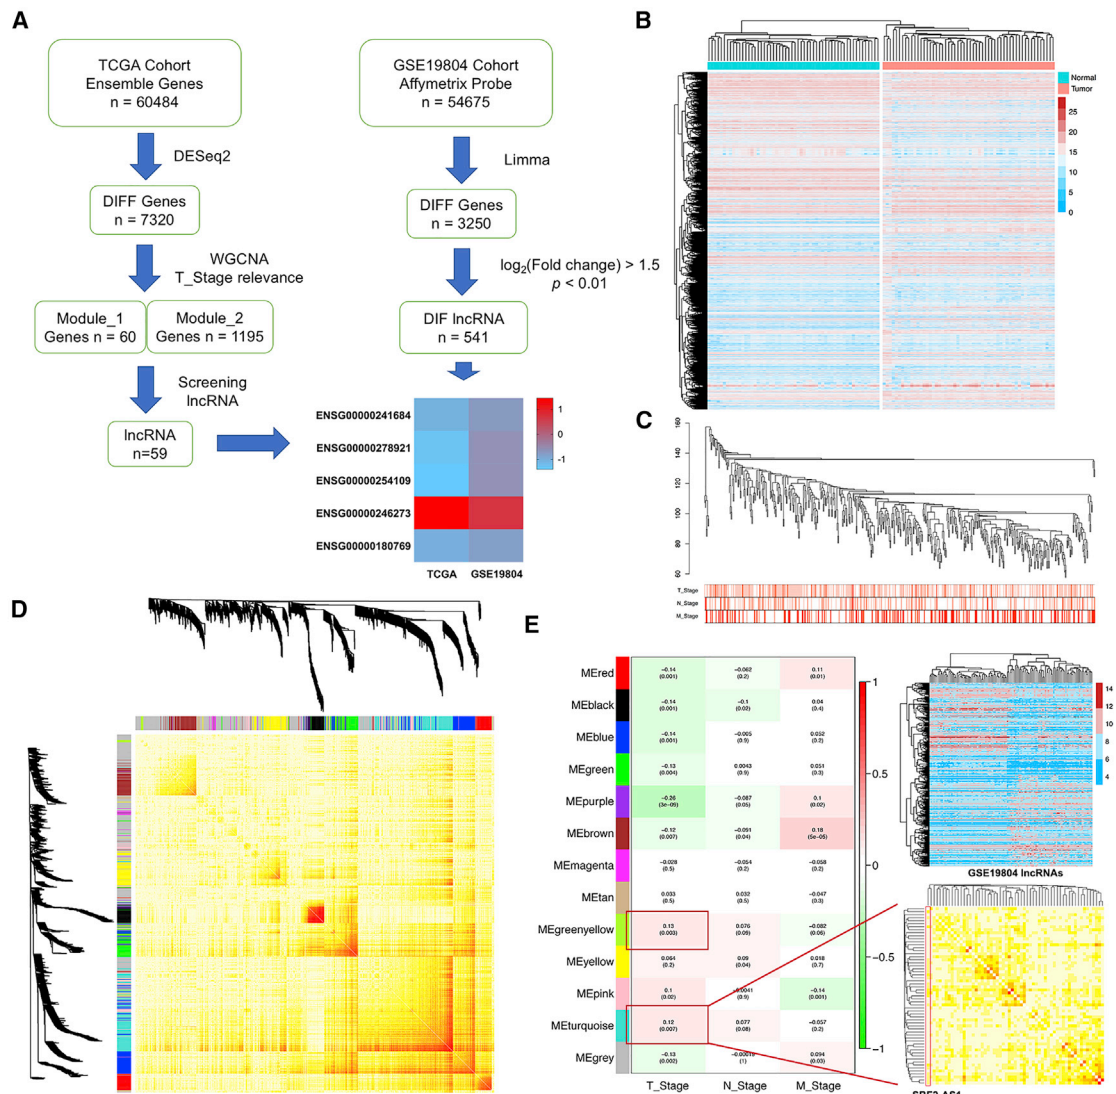 A
TCGA Cohort
Ensemble Genes
n = 60484
GSE19804 Cohort
Affymetrix Probe
n = 54675
DESeq2
Limma
DIFF Genes
n = 7320
DIFF Genes
n = 3250
WGCNA
T_Stage relevance
log2(Fold change) > 1.5
p < 0.01
Module_1
Genes n = 60
Module_2
Genes n = 1195
DIF lncRNA
n = 541
Screening
lncRNA
lncRNA
n=59
ENSG00000241684
ENSG00000278921
ENSG00000254109
ENSG00000246273
ENSG00000180769
1
0
-1
TCGA
GSE19804
B
Normal
Tumor
25
20
15
10
5
0
C
160
140
120
100
80
60
T_Stage
N_Stage
M_Stage
D
E
MEred
−0.14
(0.001)
−0.062
(0.2)
0.11
(0.01)
MEblack
−0.14
(0.001)
−0.1
(0.02)
0.04
(0.4)
MEblue
−0.14
(0.001)
−0.005
(0.9)
0.052
(0.2)
MEgreen
−0.13
(0.004)
0.0043
(0.9)
0.051
(0.3)
MEpurple
−0.26
(3e−09)
−0.087
(0.05)
0.1
(0.02)
MEbrown
−0.12
(0.007)
−0.091
(0.04)
0.18
(5e−05)
MEmagenta
−0.028
(0.5)
−0.054
(0.2)
−0.058
(0.2)
MEtan
0.033
(0.5)
0.032
(0.5)
−0.047
(0.3)
MEgreenyellow
0.13
(0.003)
0.076
(0.09)
−0.082
(0.06)
MEyellow
0.064
(0.2)
0.09
(0.04)
0.018
(0.7)
MEpink
0.1
(0.02)
−0.0041
(0.9)
−0.14
(0.001)
MEturquoise
0.12
(0.007)
0.077
(0.08)
−0.057
(0.2)
MEgrey
−0.13
(0.002)
(1)
0.094
(0.03)
T_Stage
N_Stage
M_Stage
1
0.5
0
−0.5
−1
14
12
10
8
6
4
GSE19804 lncRNAs